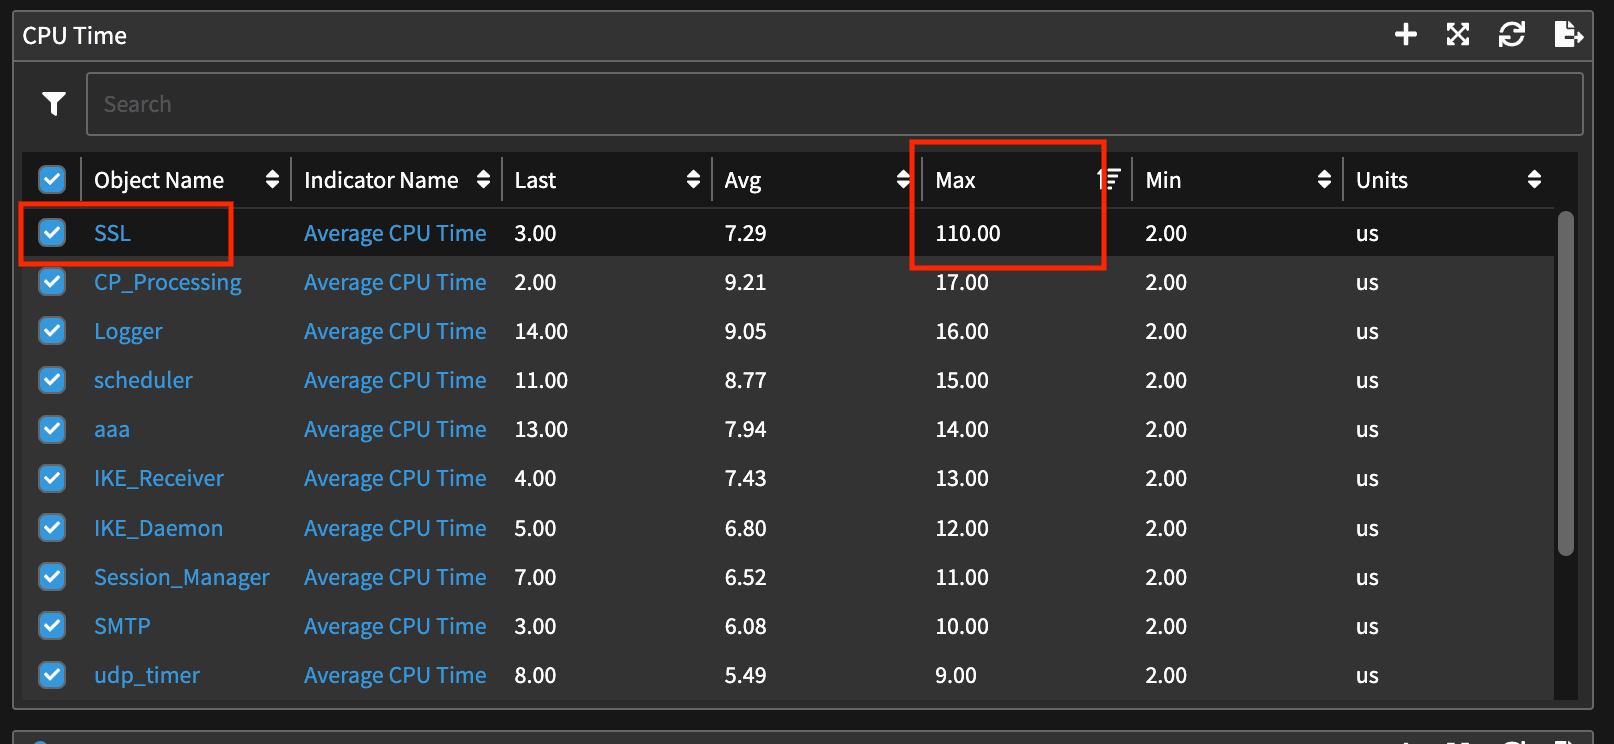 CPU Time
Search
Object Name Indicator Name Last Avg Max Min Units
SSL Average CPU Time 3.00 7.29 110.00 2.00 us
CP_Processing Average CPU Time 2.00 9.21 17.00 2.00 us
Logger Average CPU Time 14.00 9.05 16.00 2.00 us
scheduler Average CPU Time 11.00 8.77 15.00 2.00 us
aaa Average CPU Time 13.00 7.94 14.00 2.00 us
IKE_Receiver Average CPU Time 4.00 7.43 13.00 2.00 us
IKE_Daemon Average CPU Time 5.00 6.80 12.00 2.00 us
Session_Manager Average CPU Time 7.00 6.52 11.00 2.00 us
SMTP Average CPU Time 3.00 6.08 10.00 2.00 us
udp_timer Average CPU Time 8.00 5.49 9.00 2.00 us